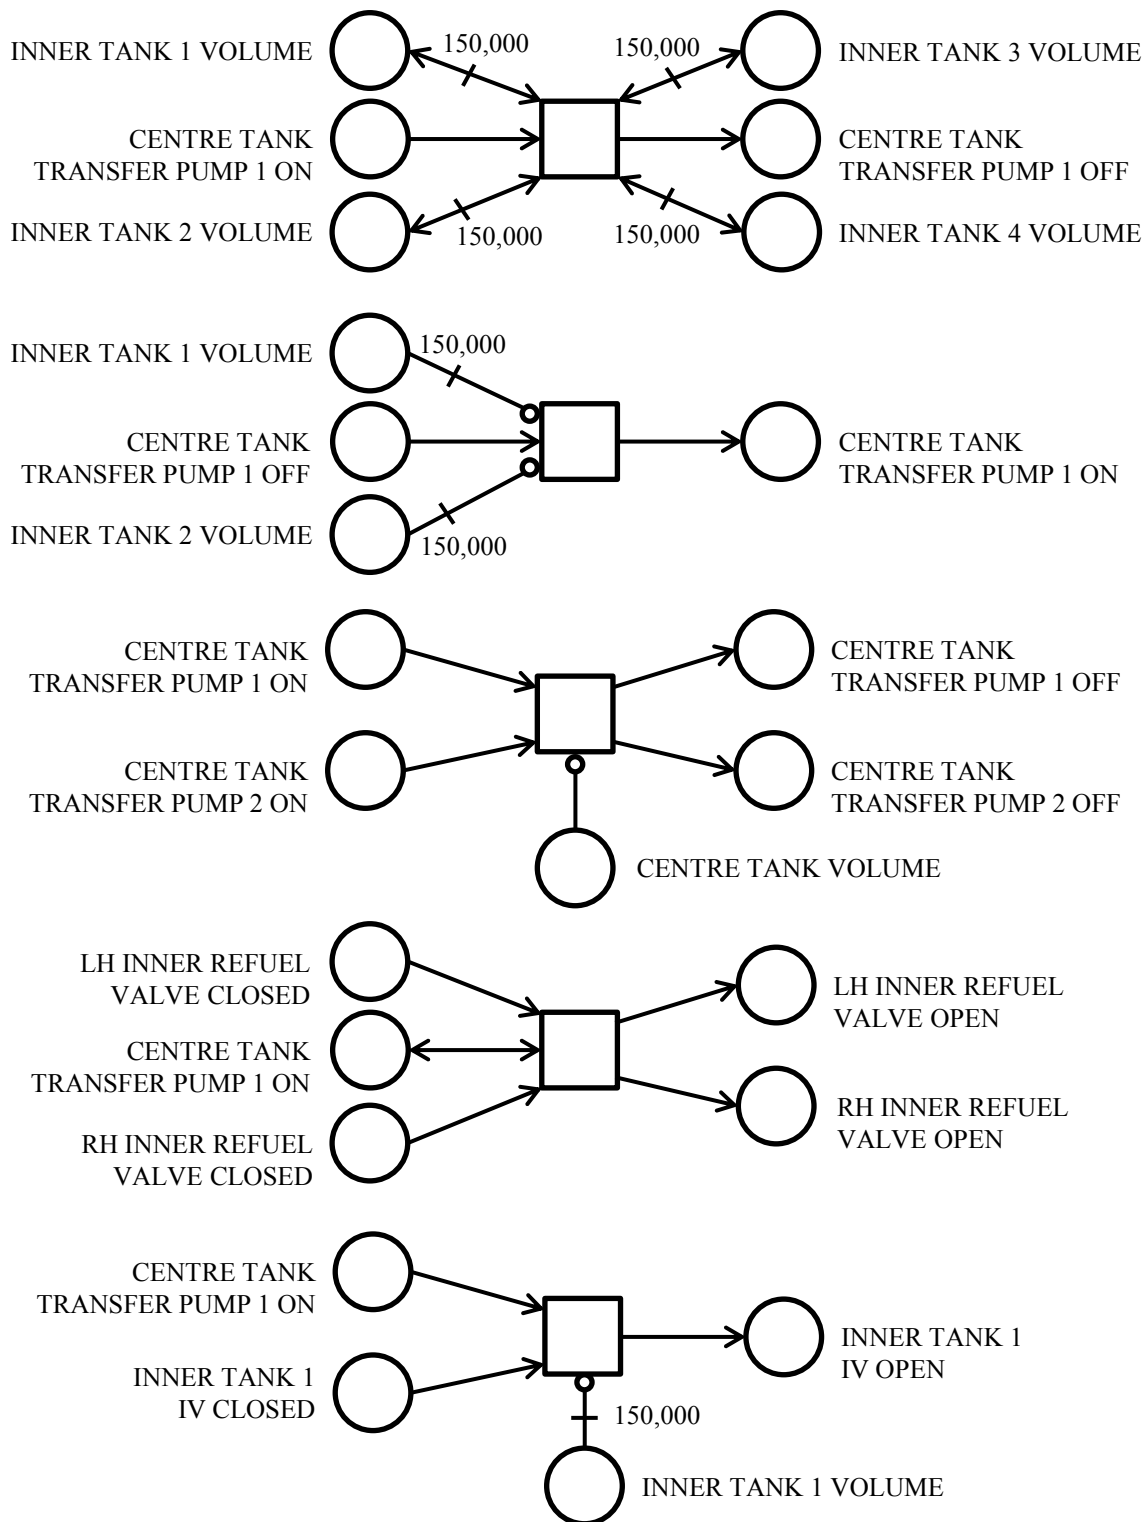 INNER TANK 1 VOLUME
150,000
150,000
INNER TANK 3 VOLUME
CENTRE TANK
TRANSFER PUMP 1 ON
CENTRE TANK
TRANSFER PUMP 1 OFF
INNER TANK 2 VOLUME
150,000
150,000
INNER TANK 4 VOLUME
INNER TANK 1 VOLUME
150,000
CENTRE TANK
TRANSFER PUMP 1 OFF
CENTRE TANK
TRANSFER PUMP 1 ON
INNER TANK 2 VOLUME
150,000
CENTRE TANK
TRANSFER PUMP 1 ON
CENTRE TANK
TRANSFER PUMP 1 OFF
CENTRE TANK
TRANSFER PUMP 2 ON
CENTRE TANK
TRANSFER PUMP 2 OFF
CENTRE TANK VOLUME
LH INNER REFUEL
VALVE CLOSED
LH INNER REFUEL
VALVE OPEN
CENTRE TANK
TRANSFER PUMP 1 ON
RH INNER REFUEL
VALVE CLOSED
RH INNER REFUEL
VALVE OPEN
CENTRE TANK
TRANSFER PUMP 1 ON
INNER TANK 1
IV OPEN
INNER TANK 1
IV CLOSED
150,000
INNER TANK 1 VOLUME